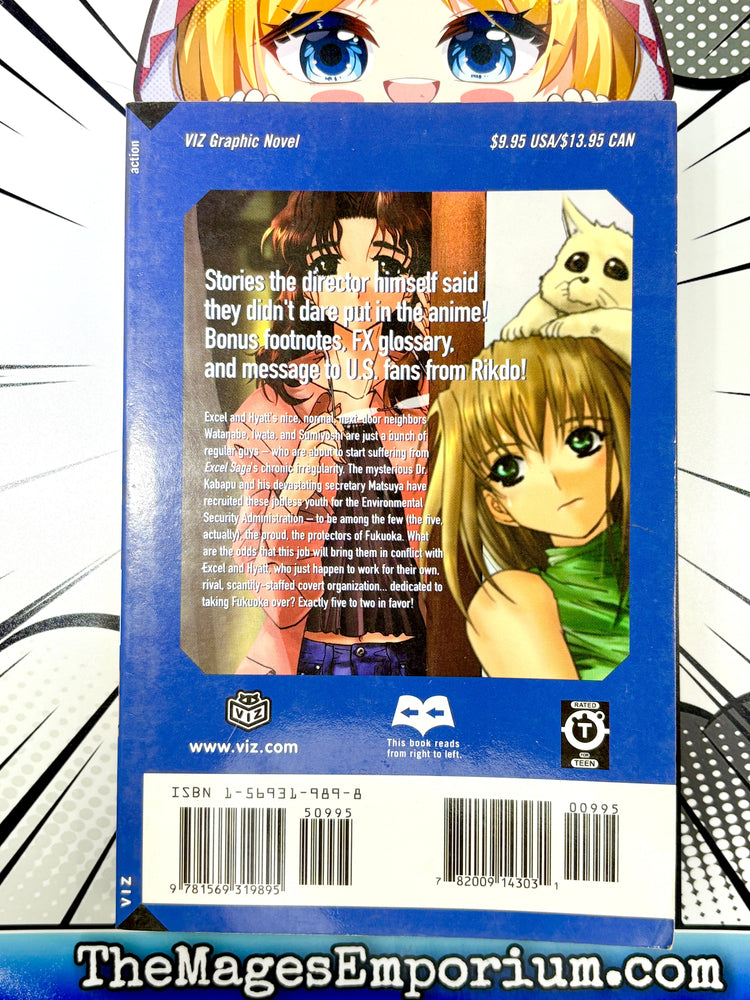 action
VIZ Graphic Novel
$9.95 USA/$13.95 CAN
Stories the director himself said
they didn't dare put in the anime!
Bonus footnotes, FX glossary,
and message to U.S. fans from Rikdo!
Excel and Hyatt's nice, normal, next-door neighbors
Watanabe, Iwata, and Sumiyoshi are just a bunch of
regular guys – who are about to start suffering from
Excel Saga's chronic irregularity. The mysterious Dr.
Kabapu and his devastating secretary Matsuya have
recruited these jobless youth for the Environmental
Security Administration – to be among the few (the five,
actually), the proud, the protectors of Fukuoka. What
are the odds that this job will bring them in conflict with
Excel and Hyatt, who just happen to work for their own,
rival, scantily-staffed covert organization... dedicated to
taking Fukuoka over? Exactly five to two in favor!
VIZ
www.viz.com
This book reads
from right to left.
RATED
T
FOR
TEEN
ISBN 1-56931-989-8
50995
9 781569 319895
00995
7 82009 14303 1
VIZ
TheMagesEmporium.com